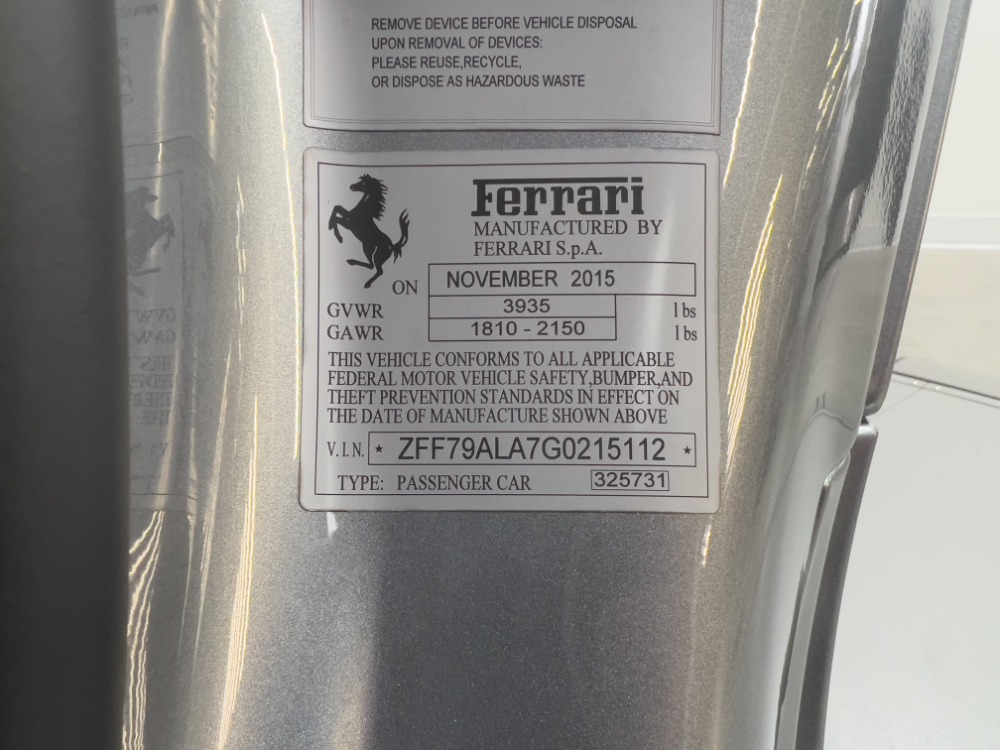 REMOVE DEVICE BEFORE VEHICLE DISPOSAL
UPON REMOVAL OF DEVICES:
PLEASE REUSE,RECYCLE,
OR DISPOSE AS HAZARDOUS WASTE
Ferrari
MANUFACTURED BY
FERRARI S.p.A.
ON NOVEMBER 2015
GVWR 3935 lbs
GAWR 1810 - 2150 lbs
THIS VEHICLE CONFORMS TO ALL APPLICABLE
FEDERAL MOTOR VEHICLE SAFETY,BUMPER,AND
THEFT PREVENTION STANDARDS IN EFFECT ON
THE DATE OF MANUFACTURE SHOWN ABOVE
V.I.N. * ZFF79ALA7G0215112 *
TYPE: PASSENGER CAR 325731